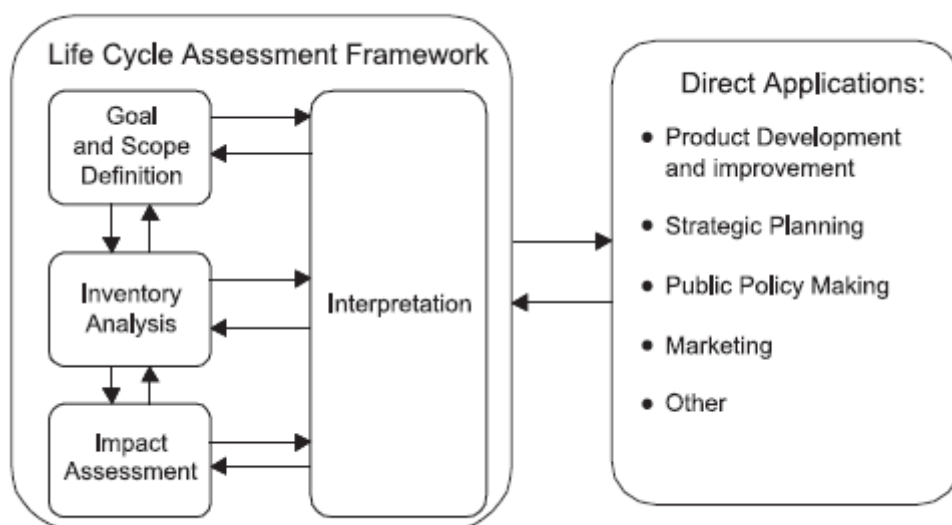 Life Cycle Assessment Framework
Goal
and Scope
Definition
Inventory
Analysis
Impact
Assessment
Interpretation
Direct Applications:
● Product Development
and improvement
● Strategic Planning
● Public Policy Making
● Marketing
● Other